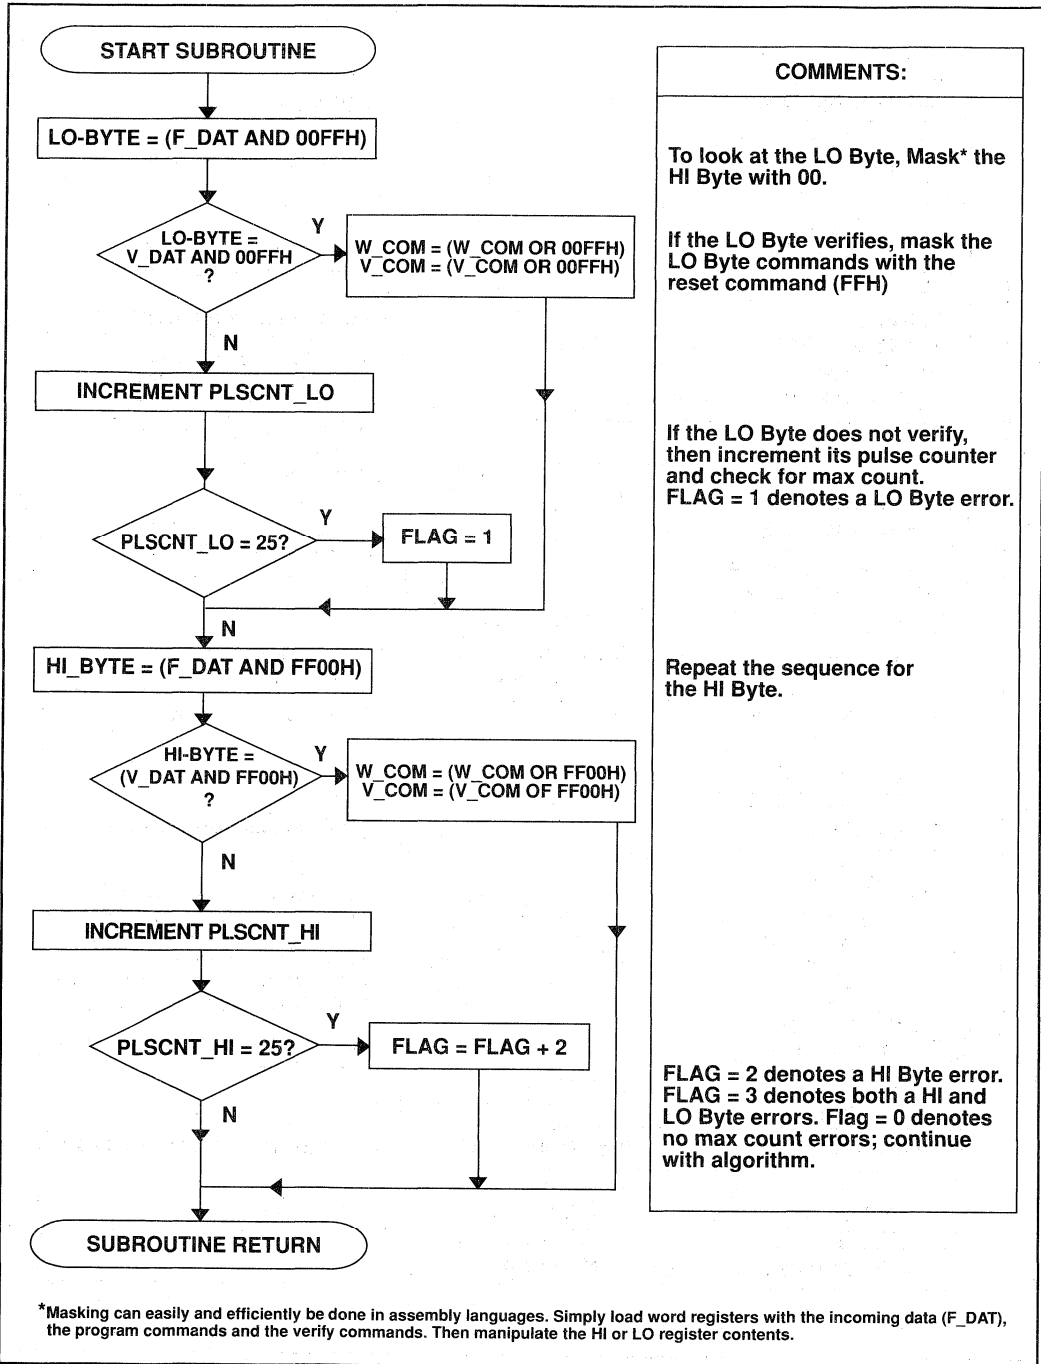 START SUBROUTINE
COMMENTS:
LO-BYTE = (F_DAT AND 00FFH)
To look at the LO Byte, Mask* the
HI Byte with 00.
LO-BYTE =
V_DAT AND 00FFH
?
Y
W_COM = (W_COM OR 00FFH)
V_COM = (V_COM OR 00FFH)
If the LO Byte verifies, mask the
LO Byte commands with the
reset command (FFH)
N
INCREMENT PLSCNT_LO
If the LO Byte does not verify,
then increment its pulse counter
and check for max count.
FLAG = 1 denotes a LO Byte error.
PLSCNT_LO = 25?
Y
FLAG = 1
N
HI_BYTE = (F_DAT AND FF00H)
Repeat the sequence for
the HI Byte.
HI-BYTE =
(V_DAT AND FF00H)
?
Y
W_COM = (W_COM OR FF00H)
V_COM = (V_COM OF FF00H)
N
INCREMENT PLSCNT_HI
PLSCNT_HI = 25?
Y
FLAG = FLAG + 2
N
FLAG = 2 denotes a HI Byte error.
FLAG = 3 denotes both a HI and
LO Byte errors. Flag = 0 denotes
no max count errors; continue
with algorithm.
SUBROUTINE RETURN
*Masking can easily and efficiently be done in assembly languages. Simply load word registers with the incoming data (F_DAT),
the program commands and the verify commands. Then manipulate the HI or LO register contents.